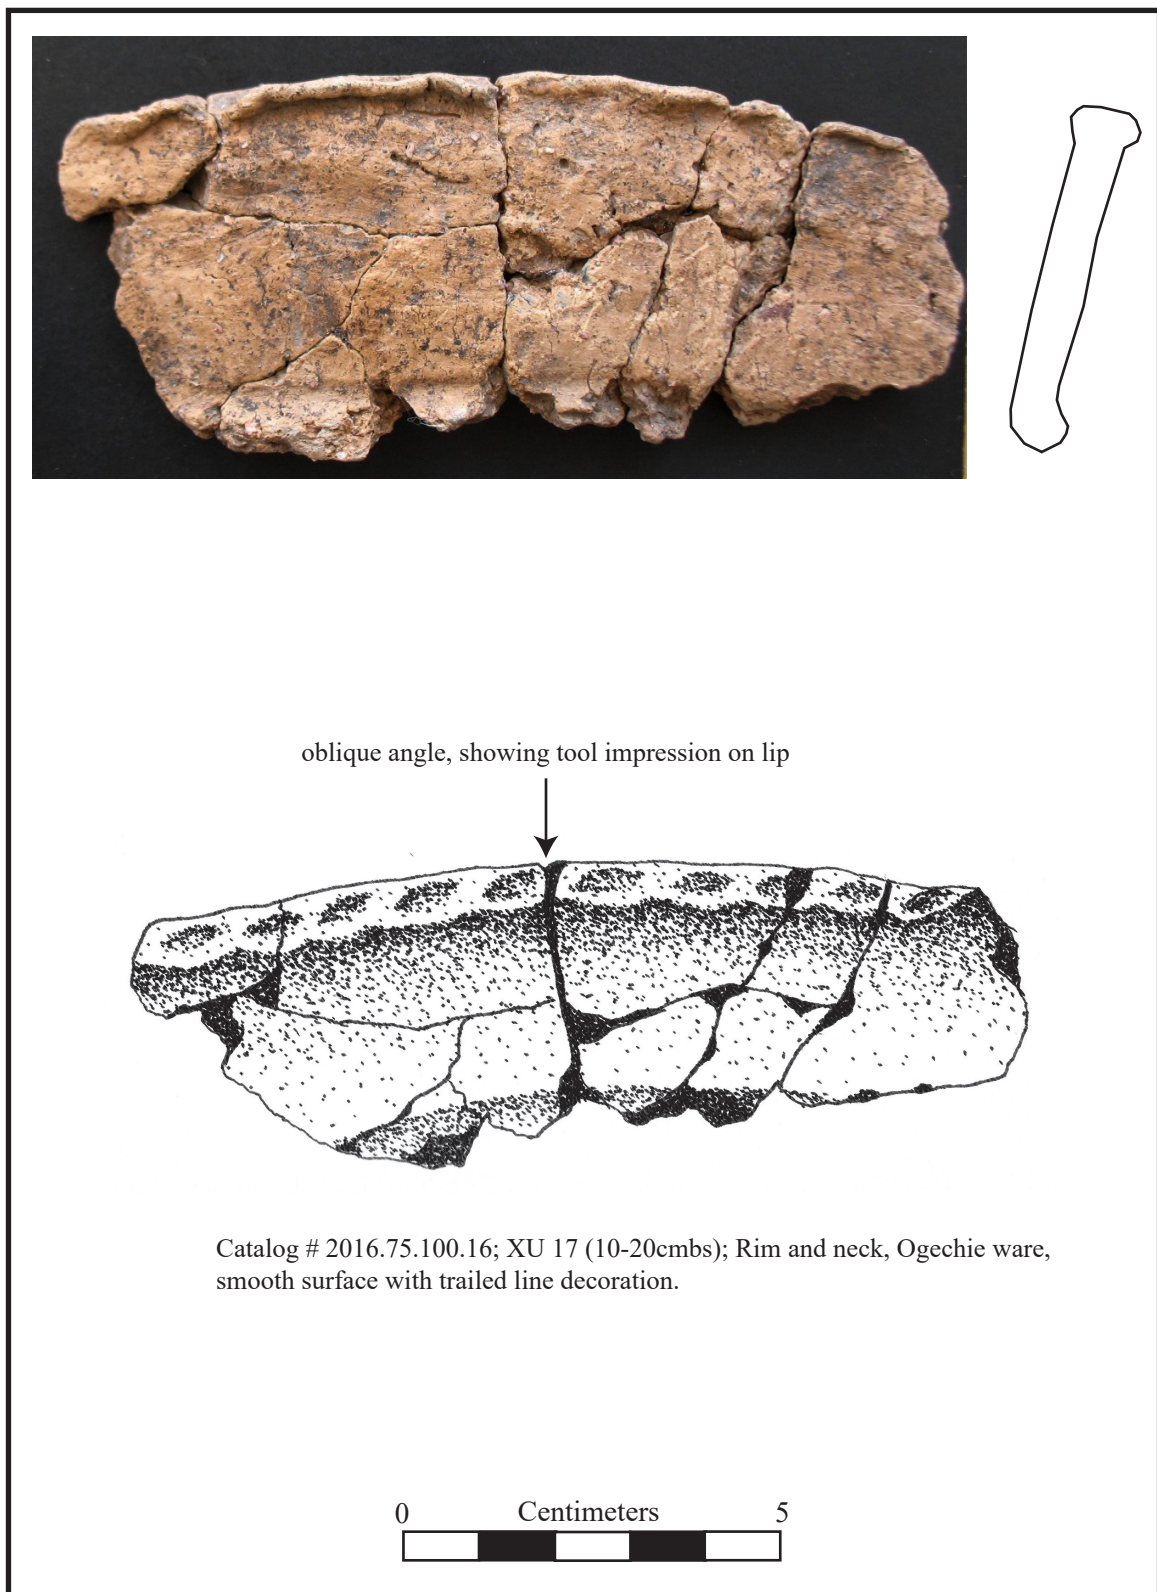 oblique angle, showing tool impression on lip
Catalog # 2016.75.100.16; XU 17 (10-20cmbs); Rim and neck, Ogechie ware,
smooth surface with trailed line decoration.
0 Centimeters 5